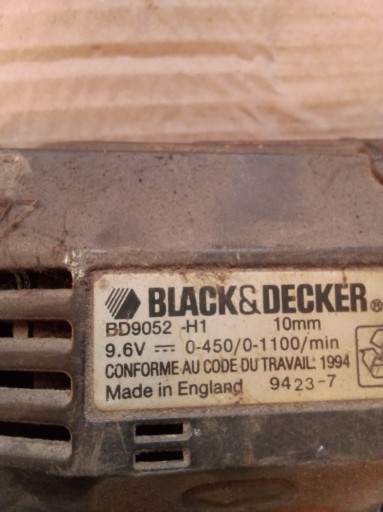 BLACK&DECKER®
BD9052 -H1 10mm
9.6V ⎓ 0-450/0-1100/min
CONFORME AU CODE DU TRAVAIL: 1994
Made in England 9423-7